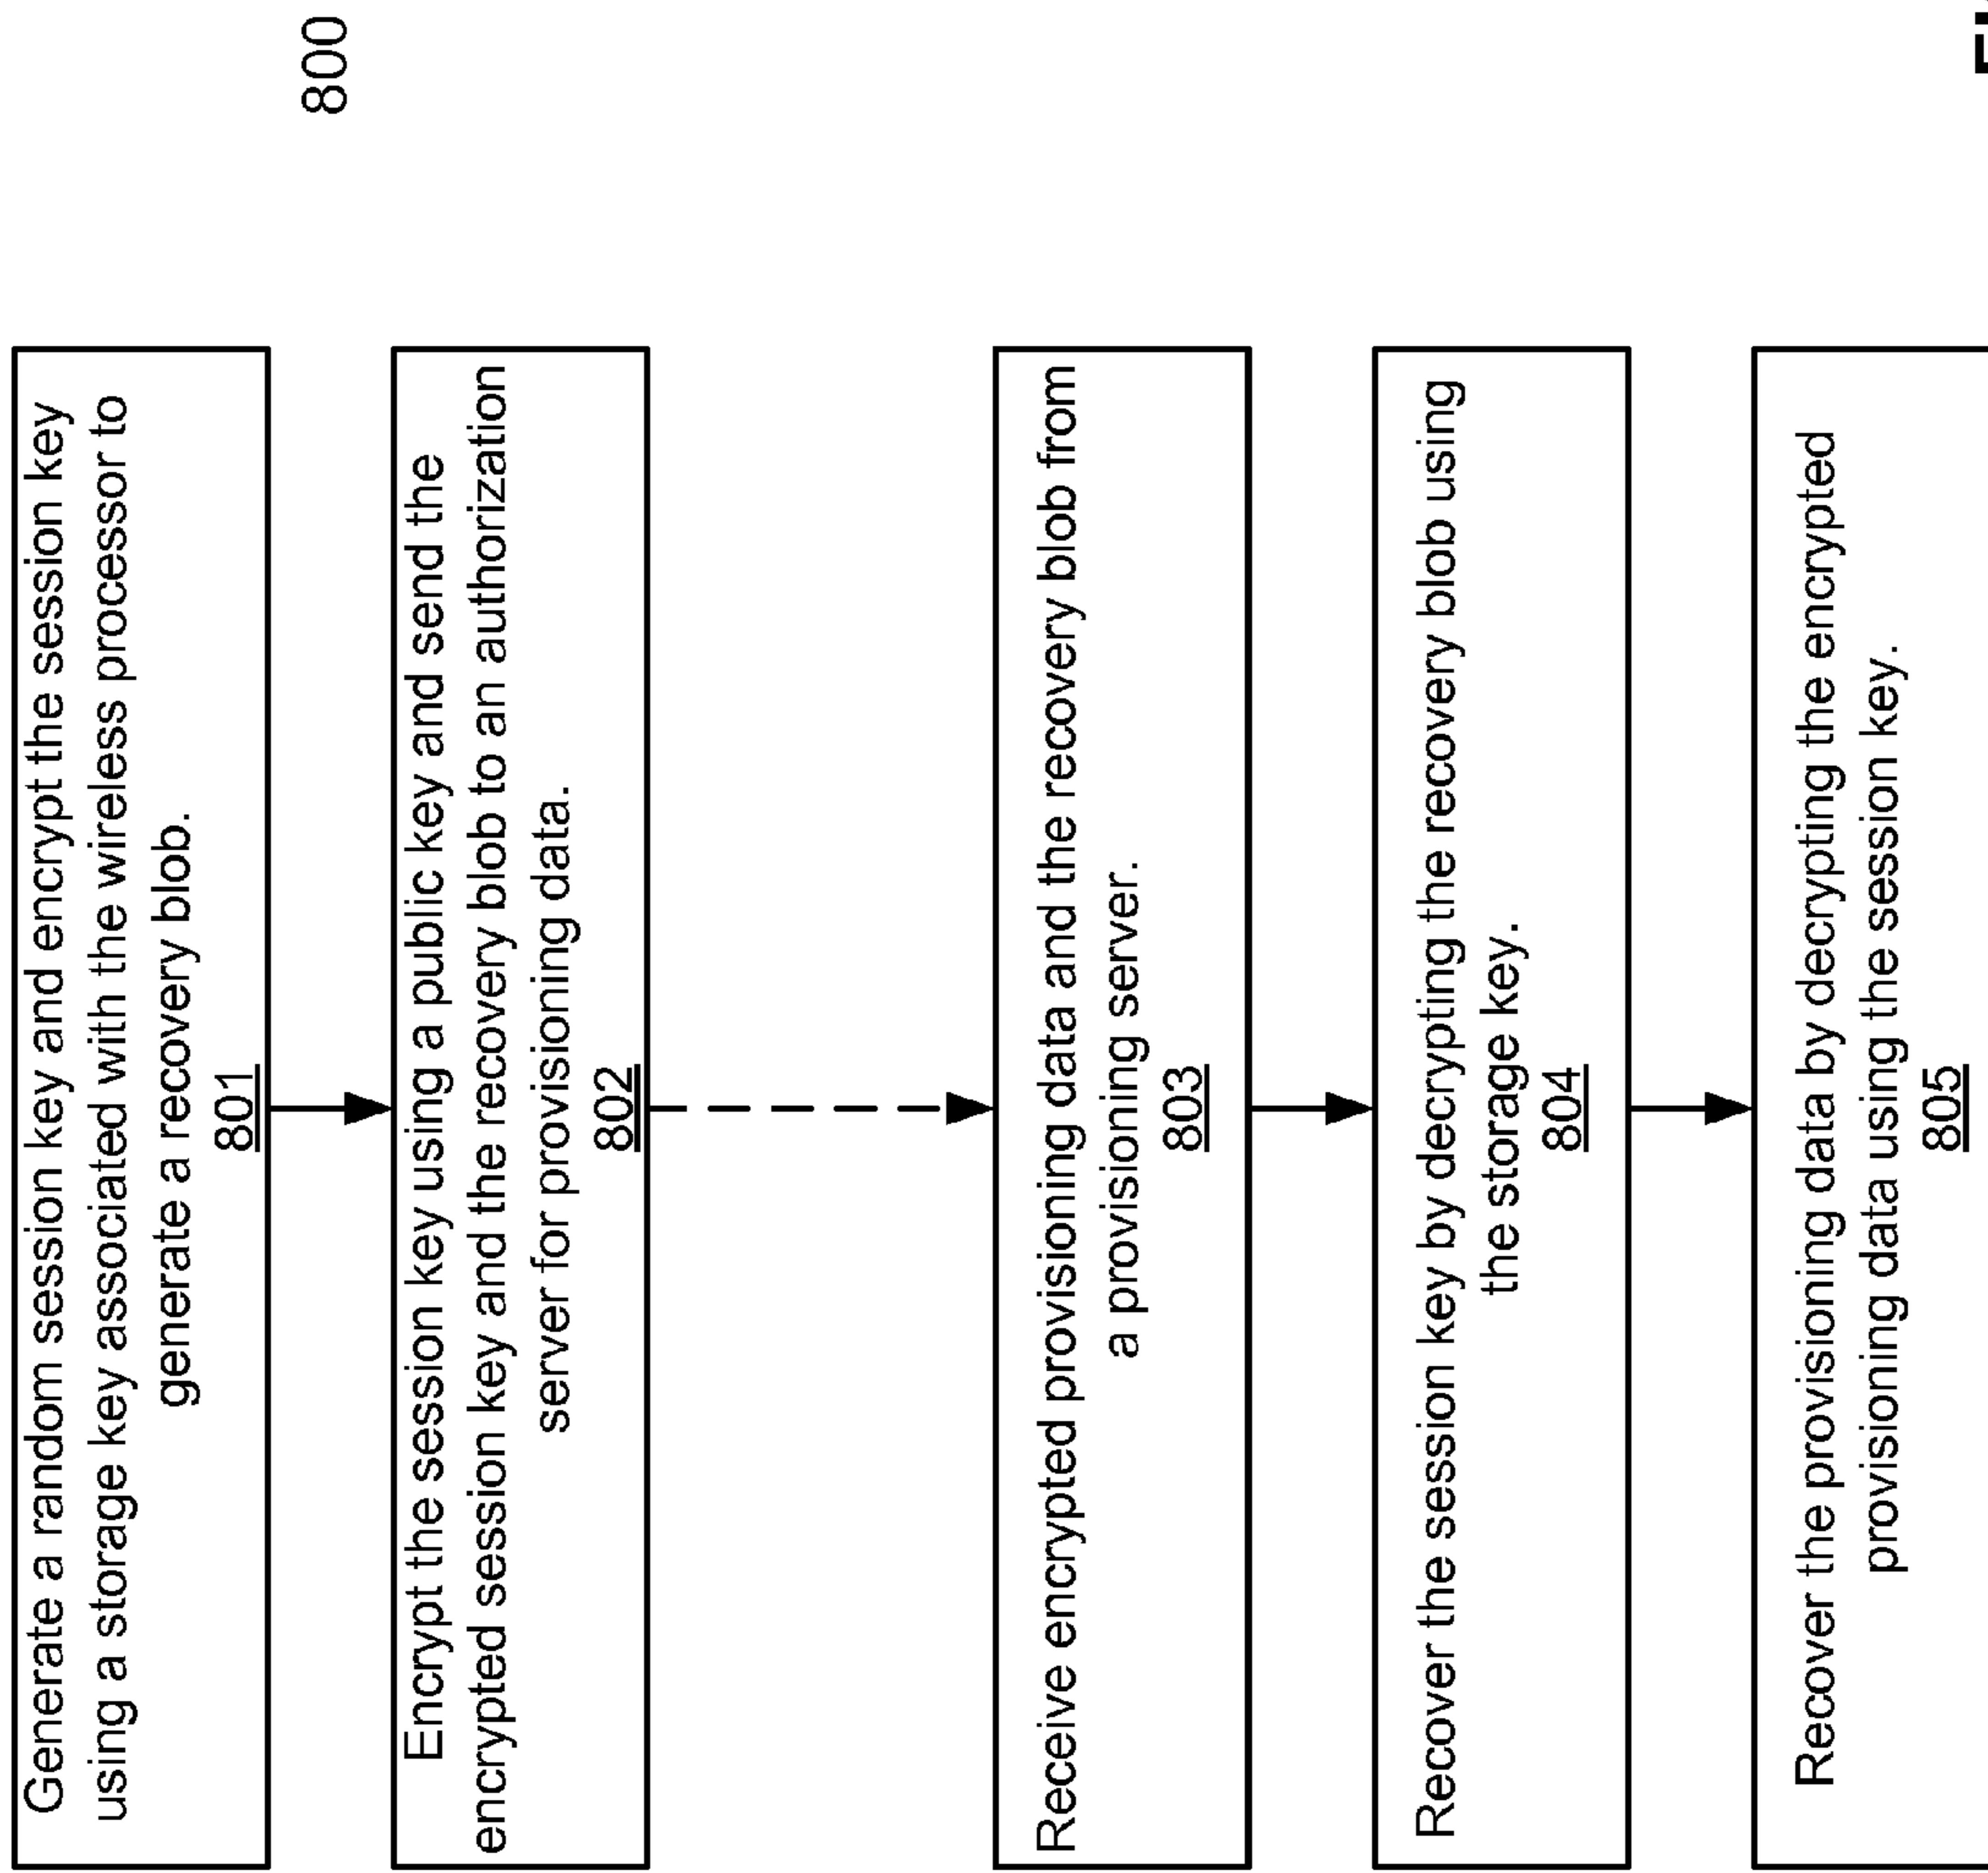 800
Generate a random session key and encrypt the session key
using a storage key associated with the wireless processor to
generate a recovery blob.
801
Encrypt the session key using a public key and send the
encrypted session key and the recovery blob to an authorization
server for provisioning data.
802
Receive encrypted provisioning data and the recovery blob from
a provisioning server.
803
Recover the session key by decrypting the recovery blob using
the storage key.
804
Recover the provisioning data by decrypting the encrypted
provisioning data using the session key.
805